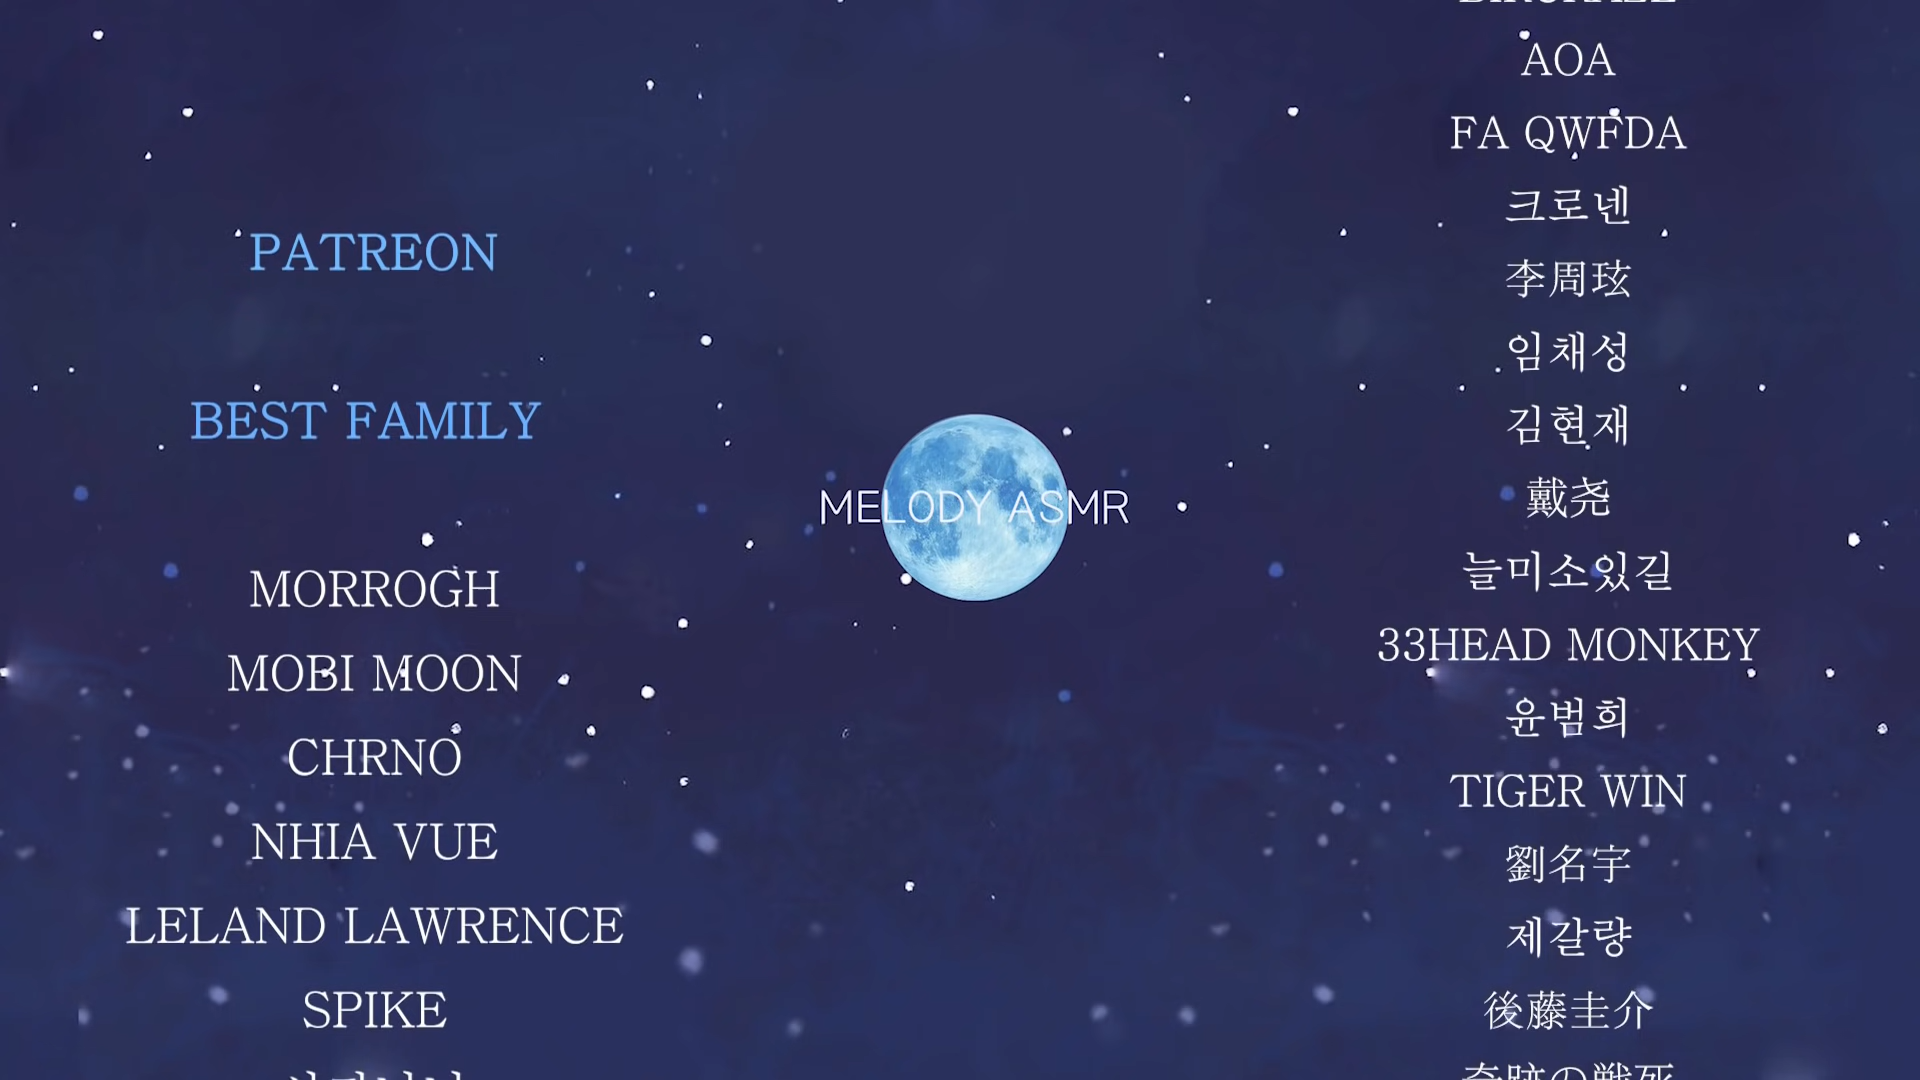 PATREON
BEST FAMILY
MORROGH
MOBI MOON
CHRNO
NHIA VUE
LELAND LAWRENCE
SPIKE
MELODY ASMR
AOA
FA QWFDA
크로넨
李周玹
임채성
김현재
戴尧
늘미소있길
33HEAD MONKEY
윤범희
TIGER WIN
劉名宇
제갈량
後藤圭介